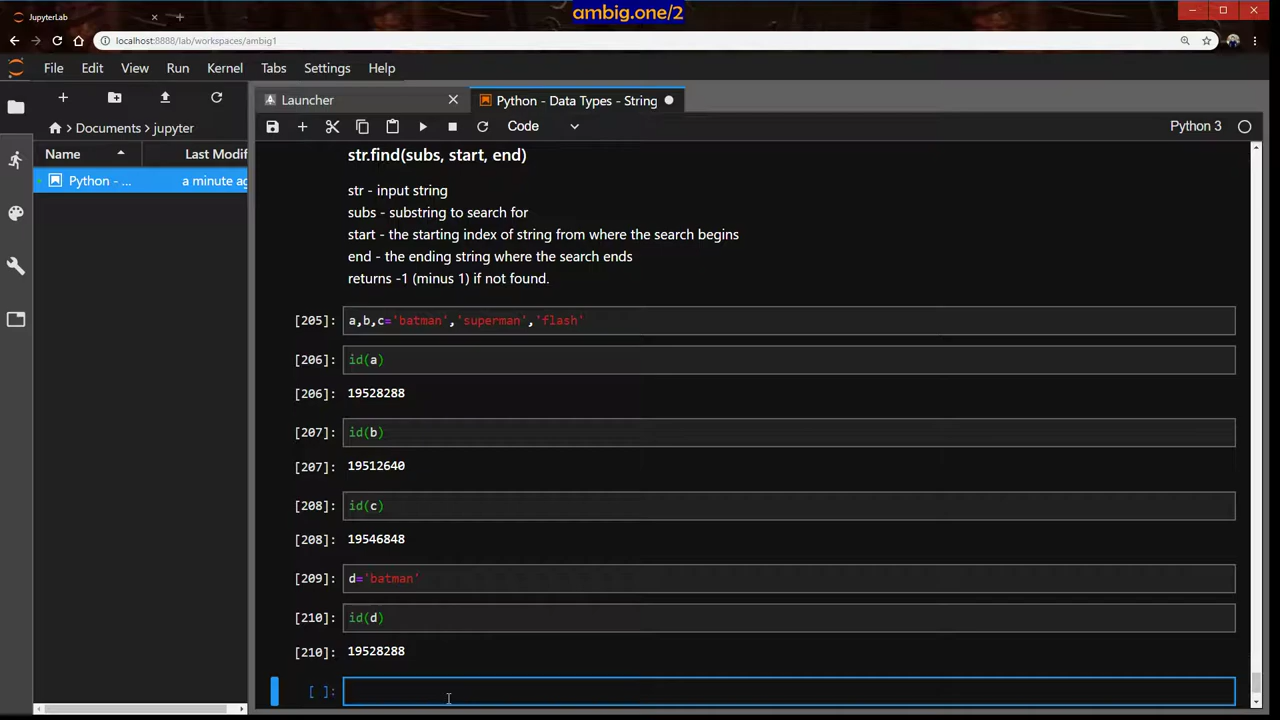 ambig.one/2
JupyterLab
localhost:8888/lab/workspaces/ambig1
File Edit View Run Kernel Tabs Settings Help
Launcher
Python - Data Types - String
Code
Python 3
Documents
jupyter
Name
Last Modif
Python - ...
a minute ag
str.find(subs, start, end)
str - input string
subs - substring to search for
start - the starting index of string from where the search begins
end - the ending string where the search ends
returns -1 (minus 1) if not found.
[205]: a,b,c='batman','superman','flash'
[206]: id(a)
[206]: 19528288
[207]: id(b)
[207]: 19512640
[208]: id(c)
[208]: 19546848
[209]: d='batman'
[210]: id(d)
[210]: 19528288
[ ]: